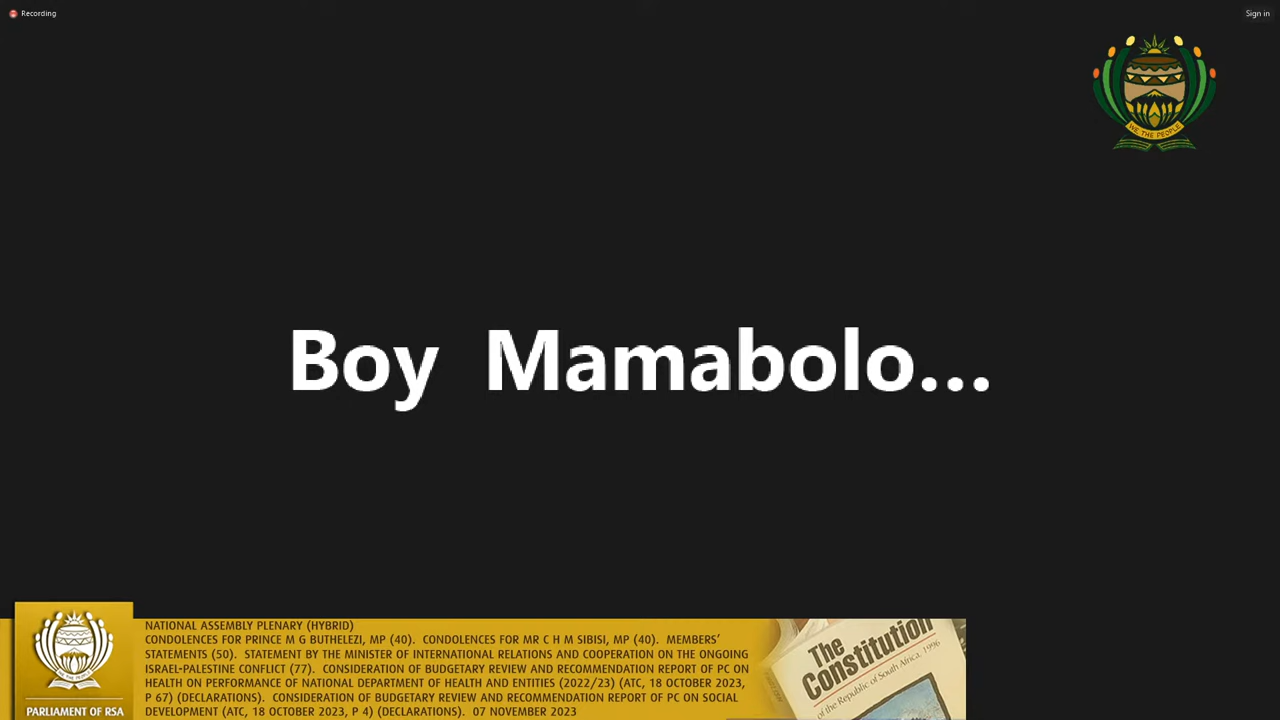 Recording
Sign in
WE, THE PEOPLE
Boy Mamabolo...
NATIONAL ASSEMBLY PLENARY (HYBRID)
CONDOLENCES FOR PRINCE M G BUTHELEZI, MP (40). CONDOLENCES FOR MR C H M SIBISI, MP (40). MEMBERS'
STATEMENTS (50). STATEMENT BY THE MINISTER OF INTERNATIONAL RELATIONS AND COOPERATION ON THE ONGOING
ISRAEL-PALESTINE CONFLICT (77). CONSIDERATION OF BUDGETARY REVIEW AND RECOMMENDATION REPORT OF PC ON
HEALTH ON PERFORMANCE OF NATIONAL DEPARTMENT OF HEALTH AND ENTITIES (2022/23) (ATC, 18 OCTOBER 2023,
P 67) (DECLARATIONS). CONSIDERATION OF BUDGETARY REVIEW AND RECOMMENDATION REPORT OF PC ON SOCIAL
DEVELOPMENT (ATC, 18 OCTOBER 2023, P 4) (DECLARATIONS). 07 NOVEMBER 2023
PARLIAMENT OF RSA
The
Constitution
of the Republic of South Africa, 1996